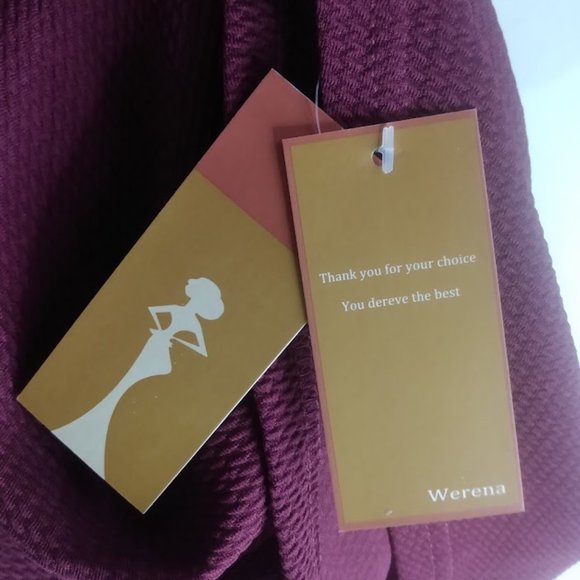 Thank you for your choice
You dereve the best
Werena